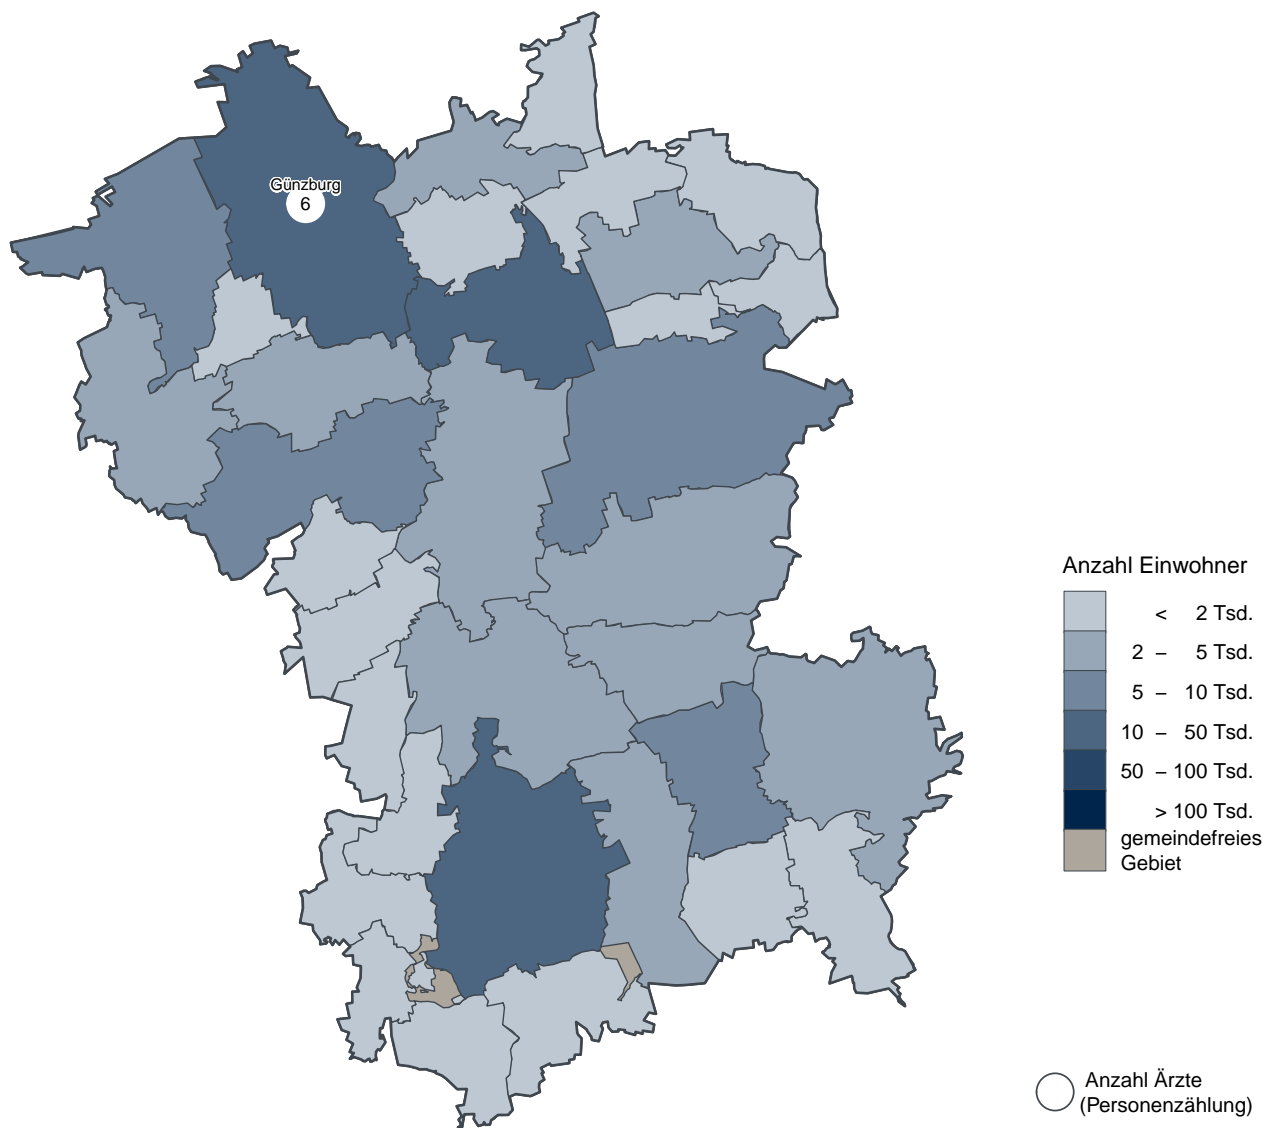 Günzburg
6
Anzahl Einwohner
< 2 Tsd.
2 – 5 Tsd.
5 – 10 Tsd.
10 – 50 Tsd.
50 – 100 Tsd.
> 100 Tsd.
gemeindefreies
Gebiet
Anzahl Ärzte
(Personenzählung)